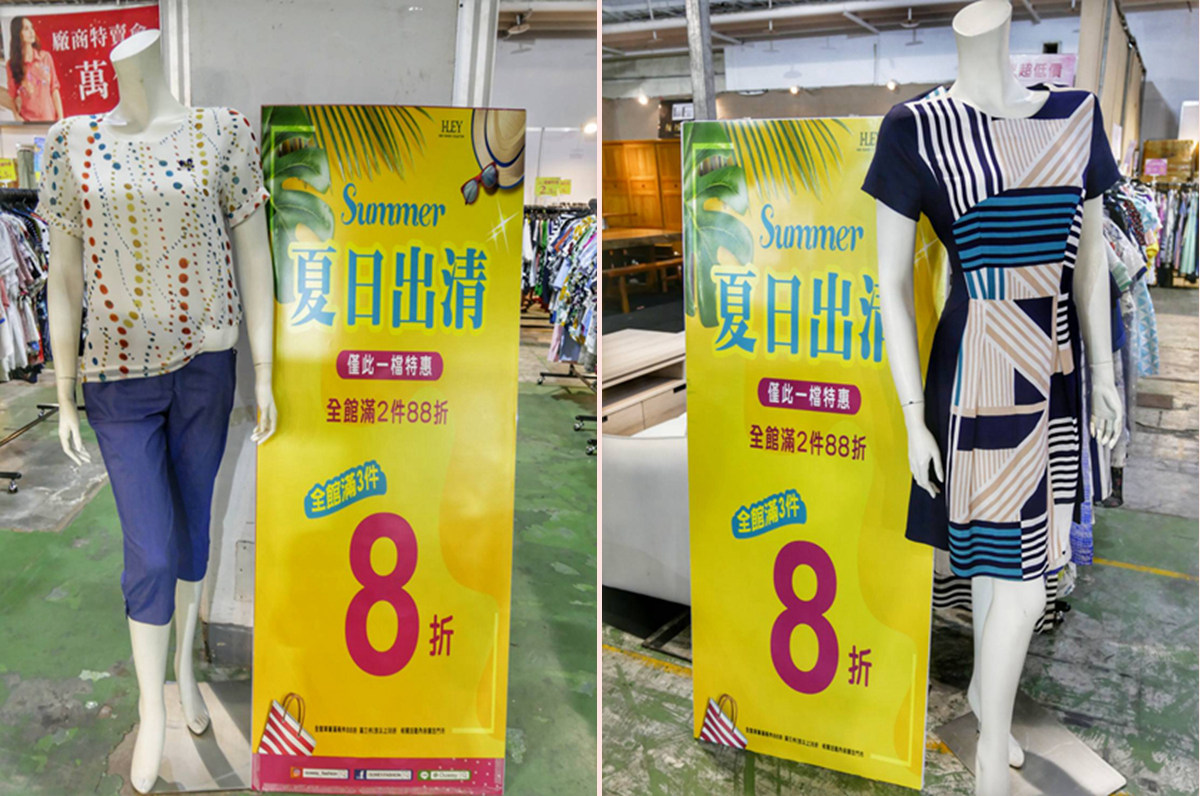 廠商特賣會
萬
H.EY
Summer
夏日出清
僅此一檔特惠
全館滿2件88折
全館滿3件
8折
超低價
H.E
Summer
夏日出清
僅此一檔特惠
全館滿2件88折
全館滿3件
8折